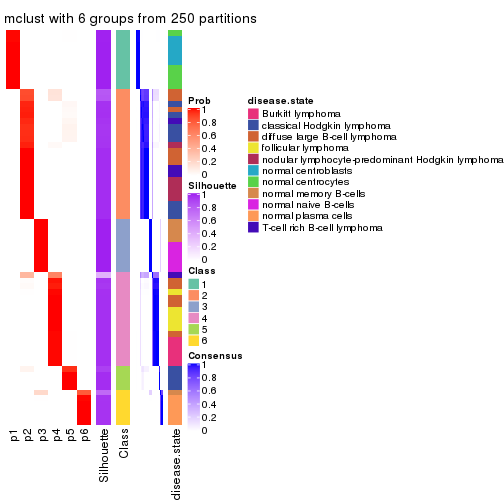 mclust with 6 groups from 250 partitions
Prob
1
0.8
0.6
0.4
0.2
0
Silhouette
1
0.8
0.6
0.4
0.2
0
Class
1
2
3
4
5
6
Consensus
1
0.8
0.6
0.4
0.2
0
disease.state
Burkitt lymphoma
classical Hodgkin lymphoma
diffuse large B-cell lymphoma
follicular lymphoma
nodular lymphocyte-predominant Hodgkin lymphoma
normal centroblasts
normal centrocytes
normal memory B-cells
normal naive B-cells
normal plasma cells
T-cell rich B-cell lymphoma
p1
p2
p3
p4
p5
p6
Silhouette
Class
disease.state